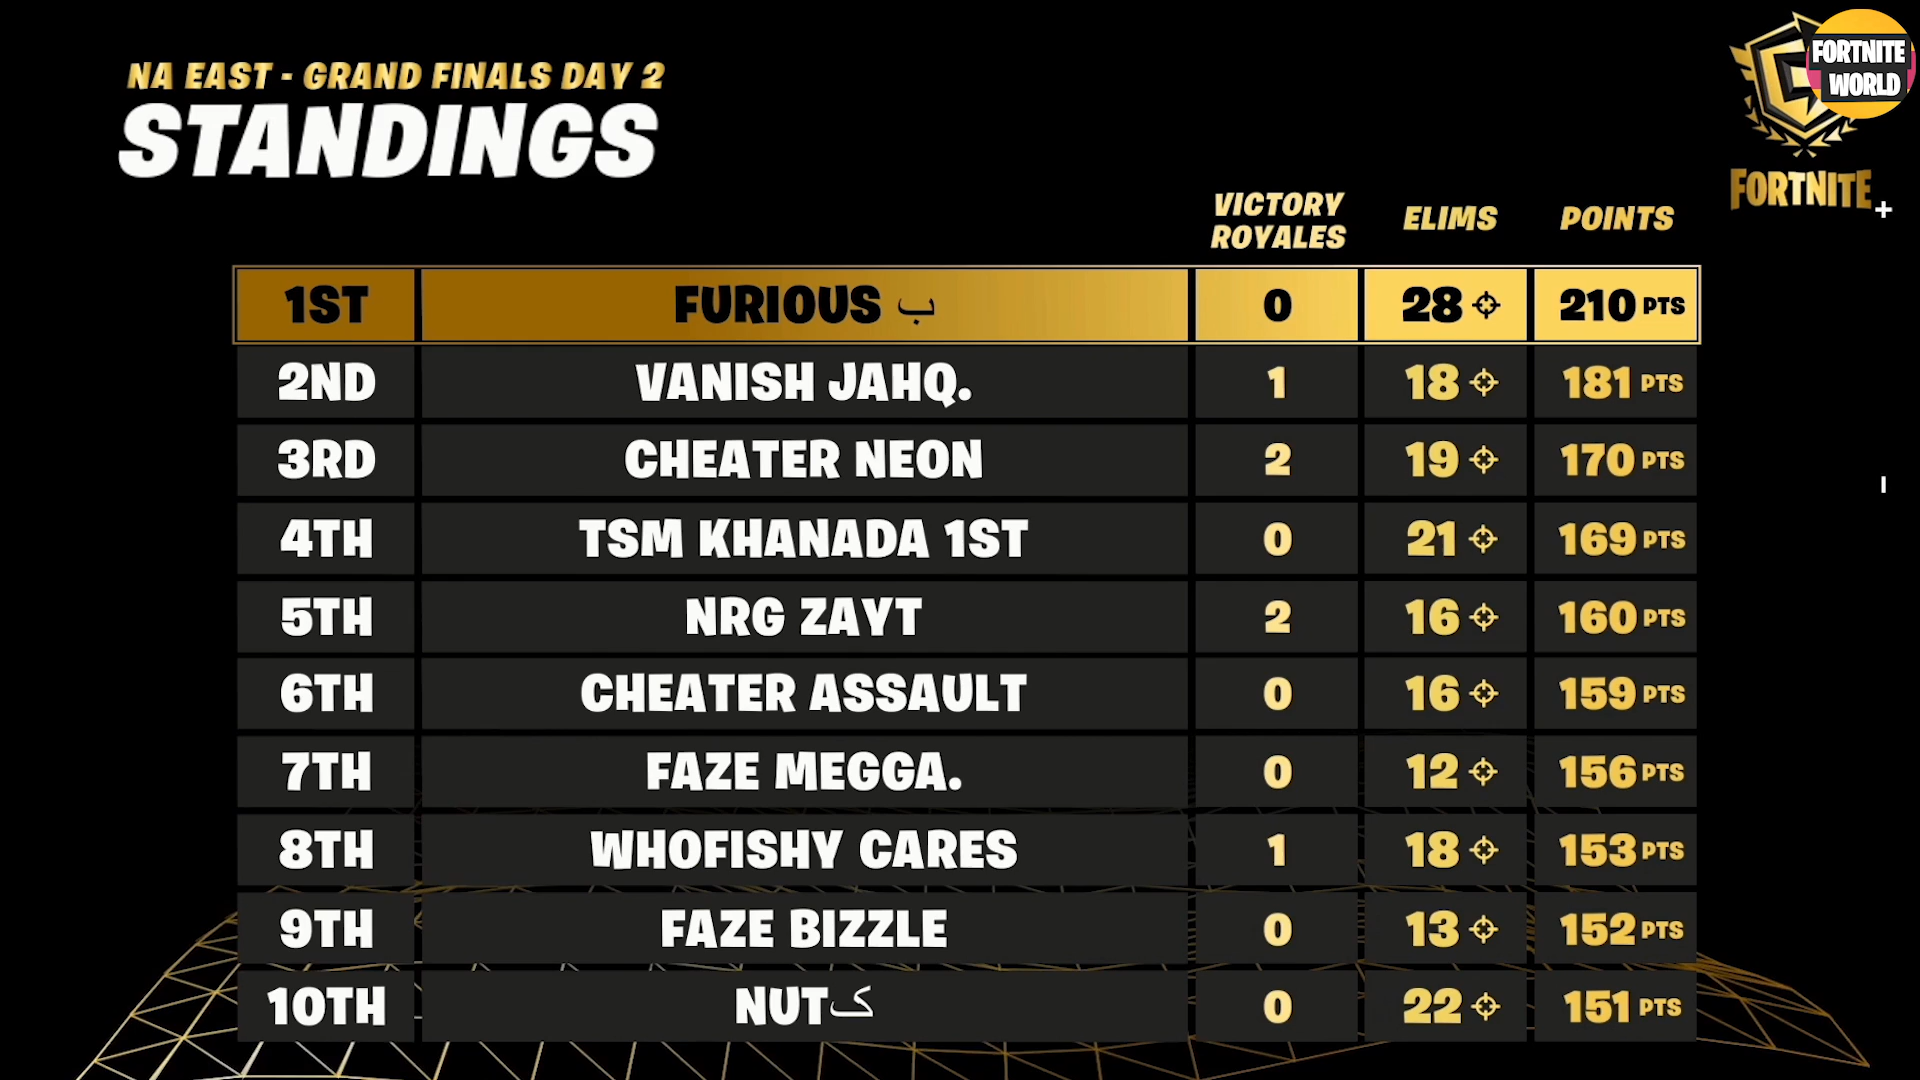 NA EAST - GRAND FINALS DAY 2
STANDINGS
FORTNITE
WORLD
FORTNITE
VICTORY
ROYALES
ELIMS
POINTS
1ST FURIOUS ب 0 28 210 PTS
2ND VANISH JAHQ. 1 18 181 PTS
3RD CHEATER NEON 2 19 170 PTS
4TH TSM KHANADA 1ST 0 21 169 PTS
5TH NRG ZAYT 2 16 160 PTS
6TH CHEATER ASSAULT 0 16 159 PTS
7TH FAZE MEGGA. 0 12 156 PTS
8TH WHOFISHY CARES 1 18 153 PTS
9TH FAZE BIZZLE 0 13 152 PTS
10TH NUTک 0 22 151 PTS